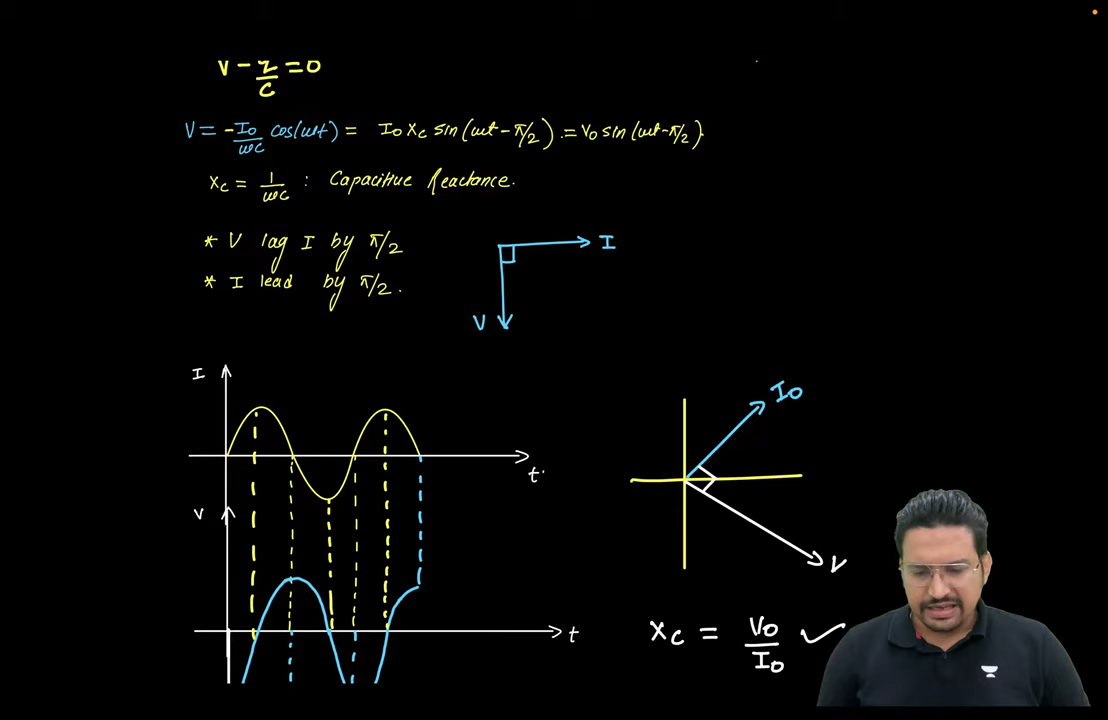 V - q/C = 0
V = -I₀/ωC cos(ωt) = I₀ Xc sin(ωt - π/2) . = V₀ sin(ωt - π/2).
Xc = 1/ωC : Capacitive Reactance.
* V lag I by π/2
* I lead by π/2.
I
V
I
t
V
t
I₀
V
Xc = V₀/I₀ ✓